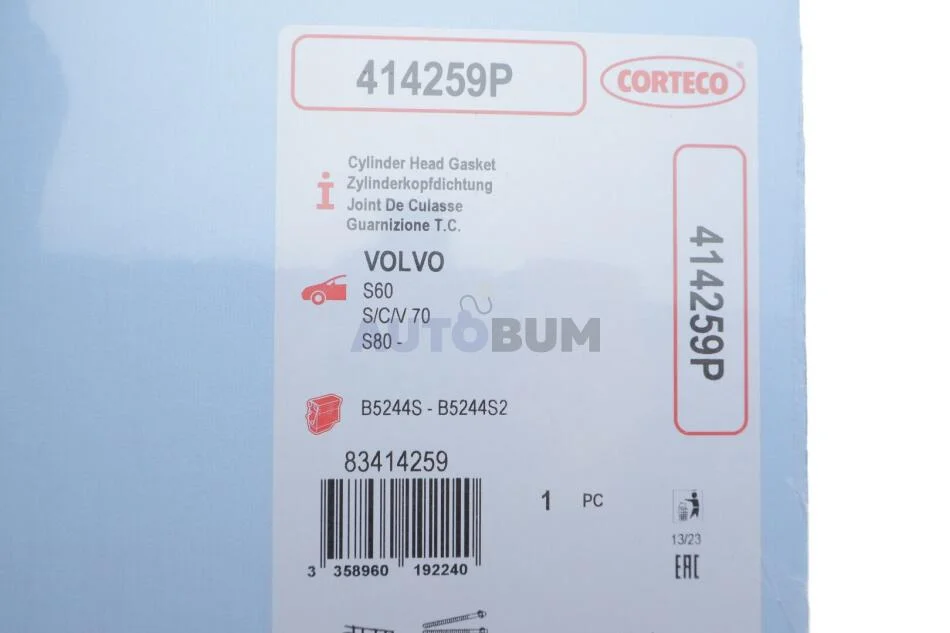 414259P
CORTECO®
Cylinder Head Gasket
Zylinderkopfdichtung
Joint De Culasse
Guarnizione T.C.
414259P
VOLVO
S60
S/C/V 70
AUTOBUM
S80 -
B5244S - B5244S2
83414259
1 PC
3 358960 192240
13/23
EAC